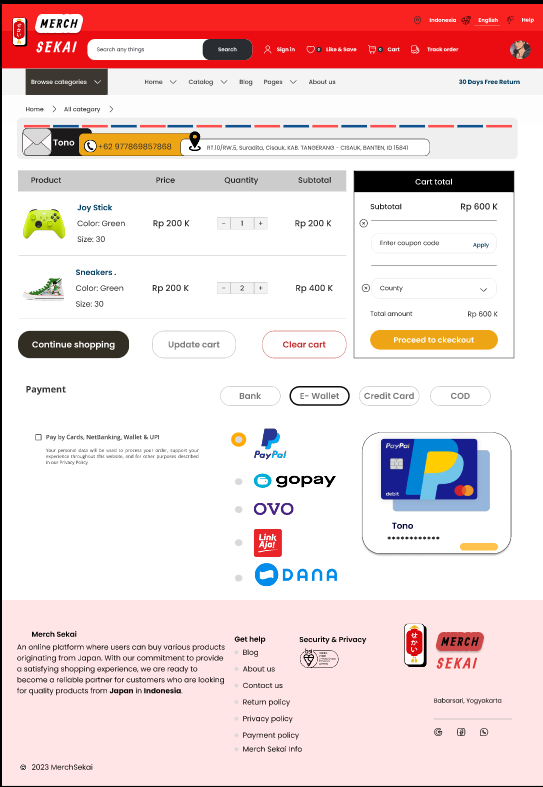 MERCH
SEKAI
せかい
Indonesia English Help
Search any things Search
Sign in Like & Save 0 Cart 0 Track order
Browse categories Home Catalog Blog Pages About us 30 Days Free Return
Home All category
Tono +62 977869857868 RT.10/RW.5, Suradita, Cisauk, KAB. TANGERANG - CISAUK, BANTEN, ID 15841
Product Price Quantity Subtotal
Joy Stick
Color: Green
Size: 30
Rp 200 K - 1 + Rp 200 K
Sneakers .
Color: Green
Size: 30
Rp 200 K - 2 + Rp 400 K
Continue shopping Update cart Clear cart
Cart total
Subtotal Rp 600 K
Enter coupon code Apply
County
Total amount Rp 600 K
Proceed to ckeckout
Payment Bank E- Wallet Credit Card COD
Pay by Cards, NetBanking, Wallet & UPI
Your personal data will be used to process your order, support your
experience throughout this website, and for other purposes described
in our Privacy Policy
PayPal
gopay
OVO
Link
Aja!
DANA
PayPal
debit
Tono
************
Merch Sekai
An online platform where users can buy various products
originating from Japan. With our commitment to provide
a satisfying shopping experience, we are ready to
become a reliable partner for customers who are looking
for quality products from Japan in Indonesia.
Get help
Blog
About us
Contact us
Return policy
Privacy policy
Payment policy
Merch Sekai Info
Security & Privacy
bsi
せかい
MERCH
SEKAI
Babarsari, Yogyakarta
© 2023 MerchSekai